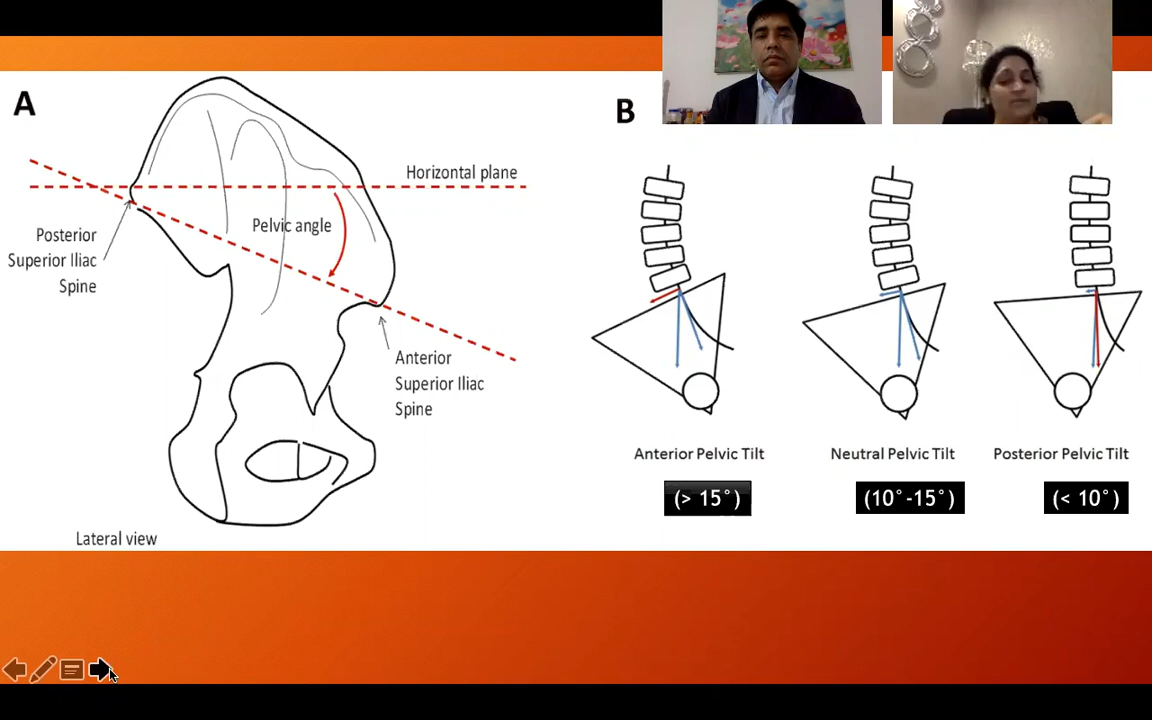 A
Horizontal plane
Pelvic angle
Posterior
Superior Iliac
Spine
Anterior
Superior Iliac
Spine
Lateral view
B
Anterior Pelvic Tilt
Neutral Pelvic Tilt
Posterior Pelvic Tilt
(> 15°)
(10°-15°)
(< 10°)